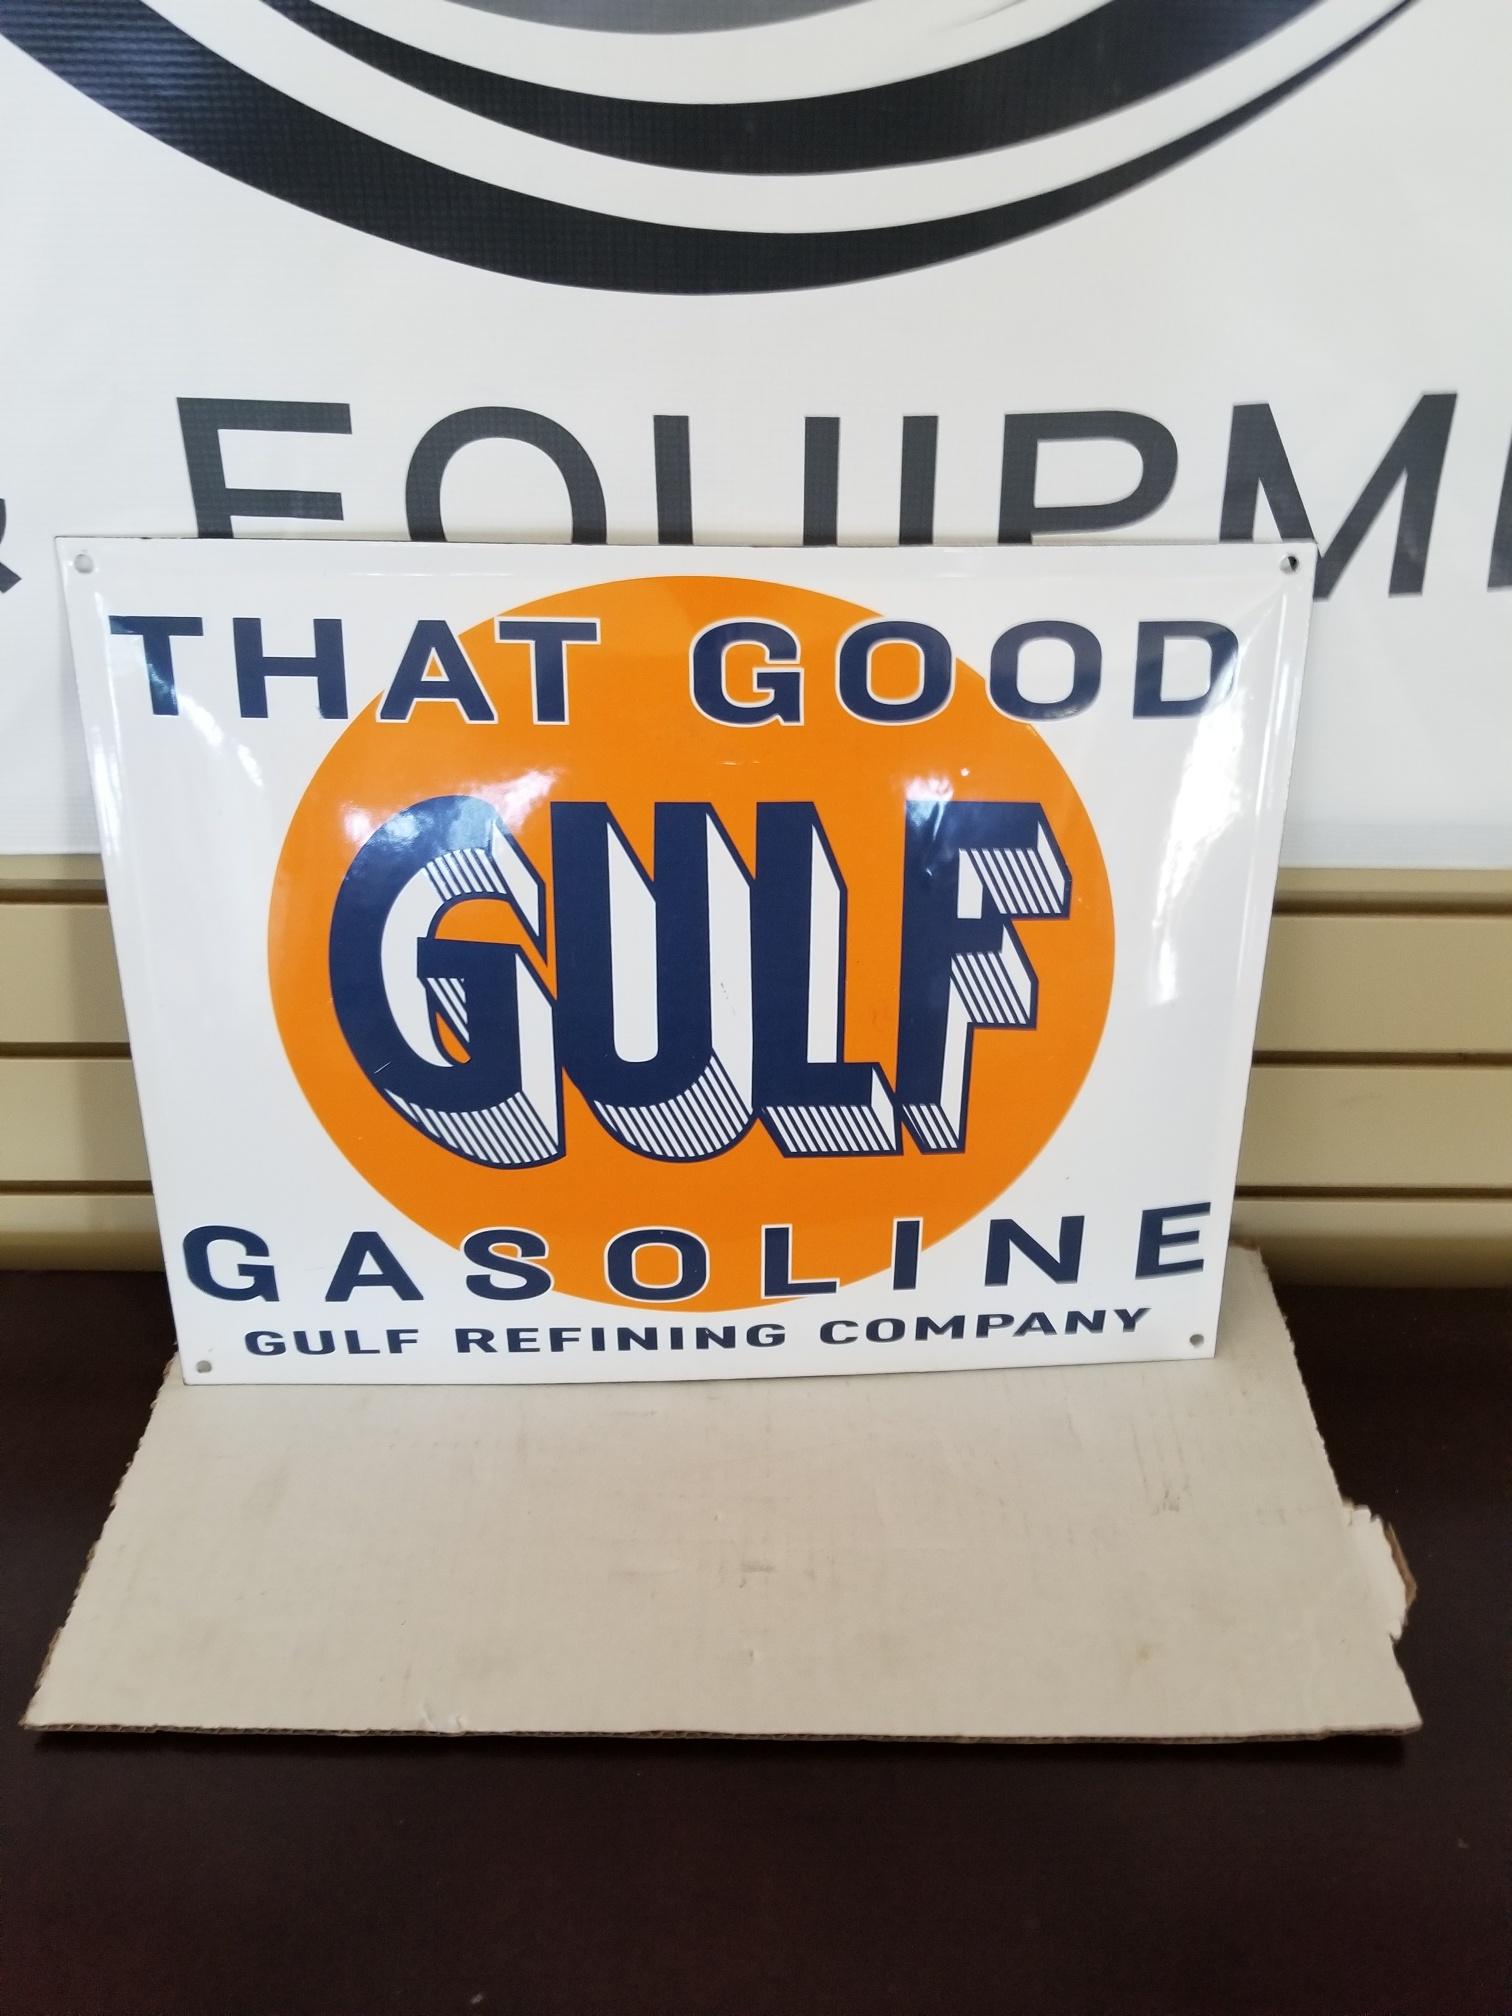 &
THAT GOOD
GULF
GASOLINE
GULF REFINING COMPANY